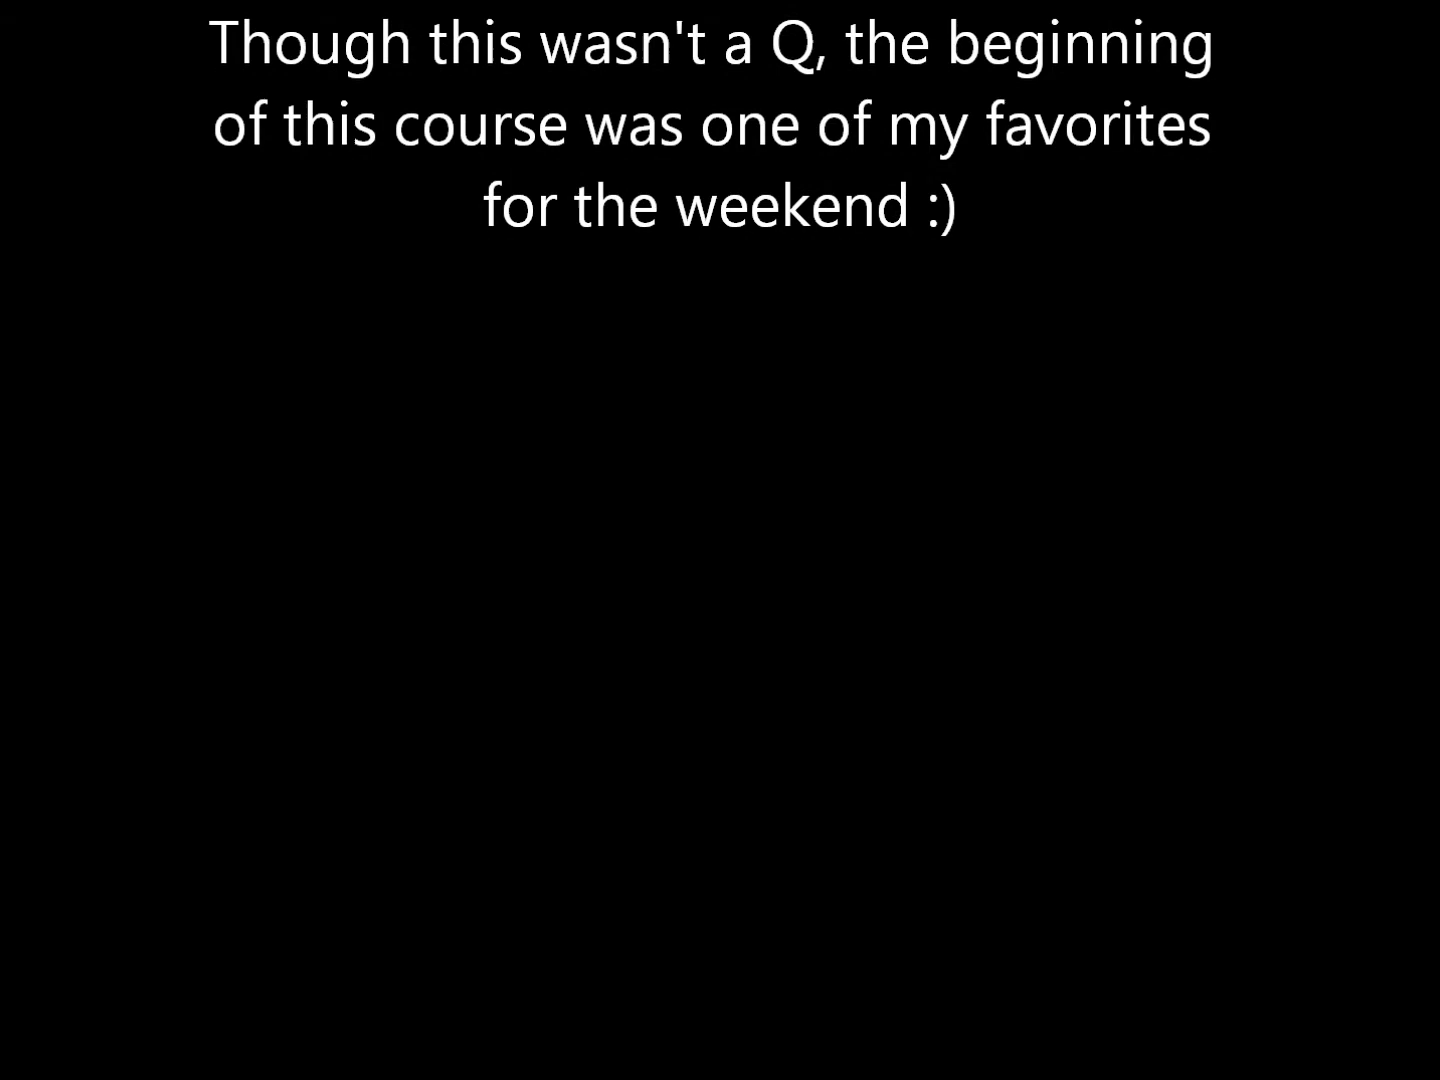 Though this wasn't a Q, the beginning
of this course was one of my favorites
for the weekend :)